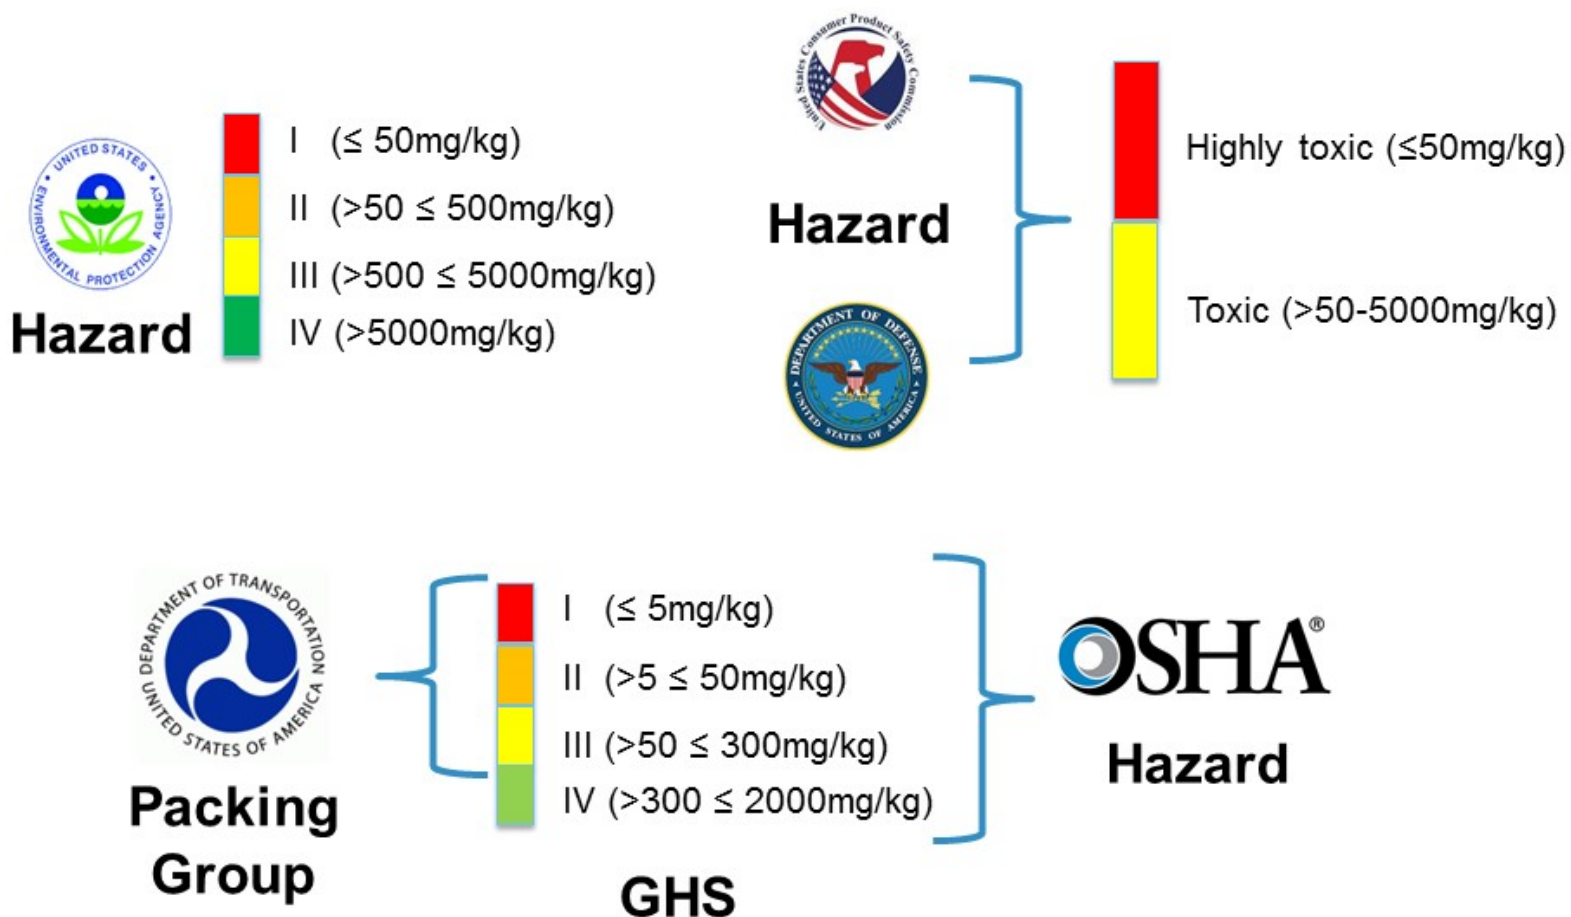 UNITED STATES
ENVIRONMENTAL PROTECTION AGENCY
Hazard
I (≤ 50mg/kg)
II (>50 ≤ 500mg/kg)
III (>500 ≤ 5000mg/kg)
IV (>5000mg/kg)
United States Consumer Product Safety Commission
Hazard
DEPARTMENT OF DEFENSE
UNITED STATES OF AMERICA
Highly toxic (≤50mg/kg)
Toxic (>50-5000mg/kg)
DEPARTMENT OF TRANSPORTATION
UNITED STATES OF AMERICA
Packing
Group
I (≤ 5mg/kg)
II (>5 ≤ 50mg/kg)
III (>50 ≤ 300mg/kg)
IV (>300 ≤ 2000mg/kg)
GHS
OSHA®
Hazard